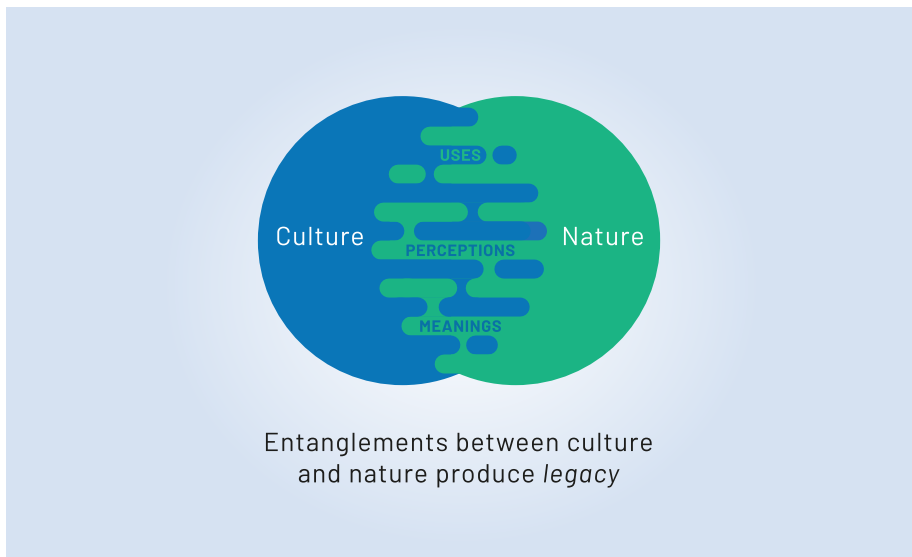 USES
Culture
Nature
PERCEPTIONS
MEANINGS
Entanglements between culture
and nature produce legacy